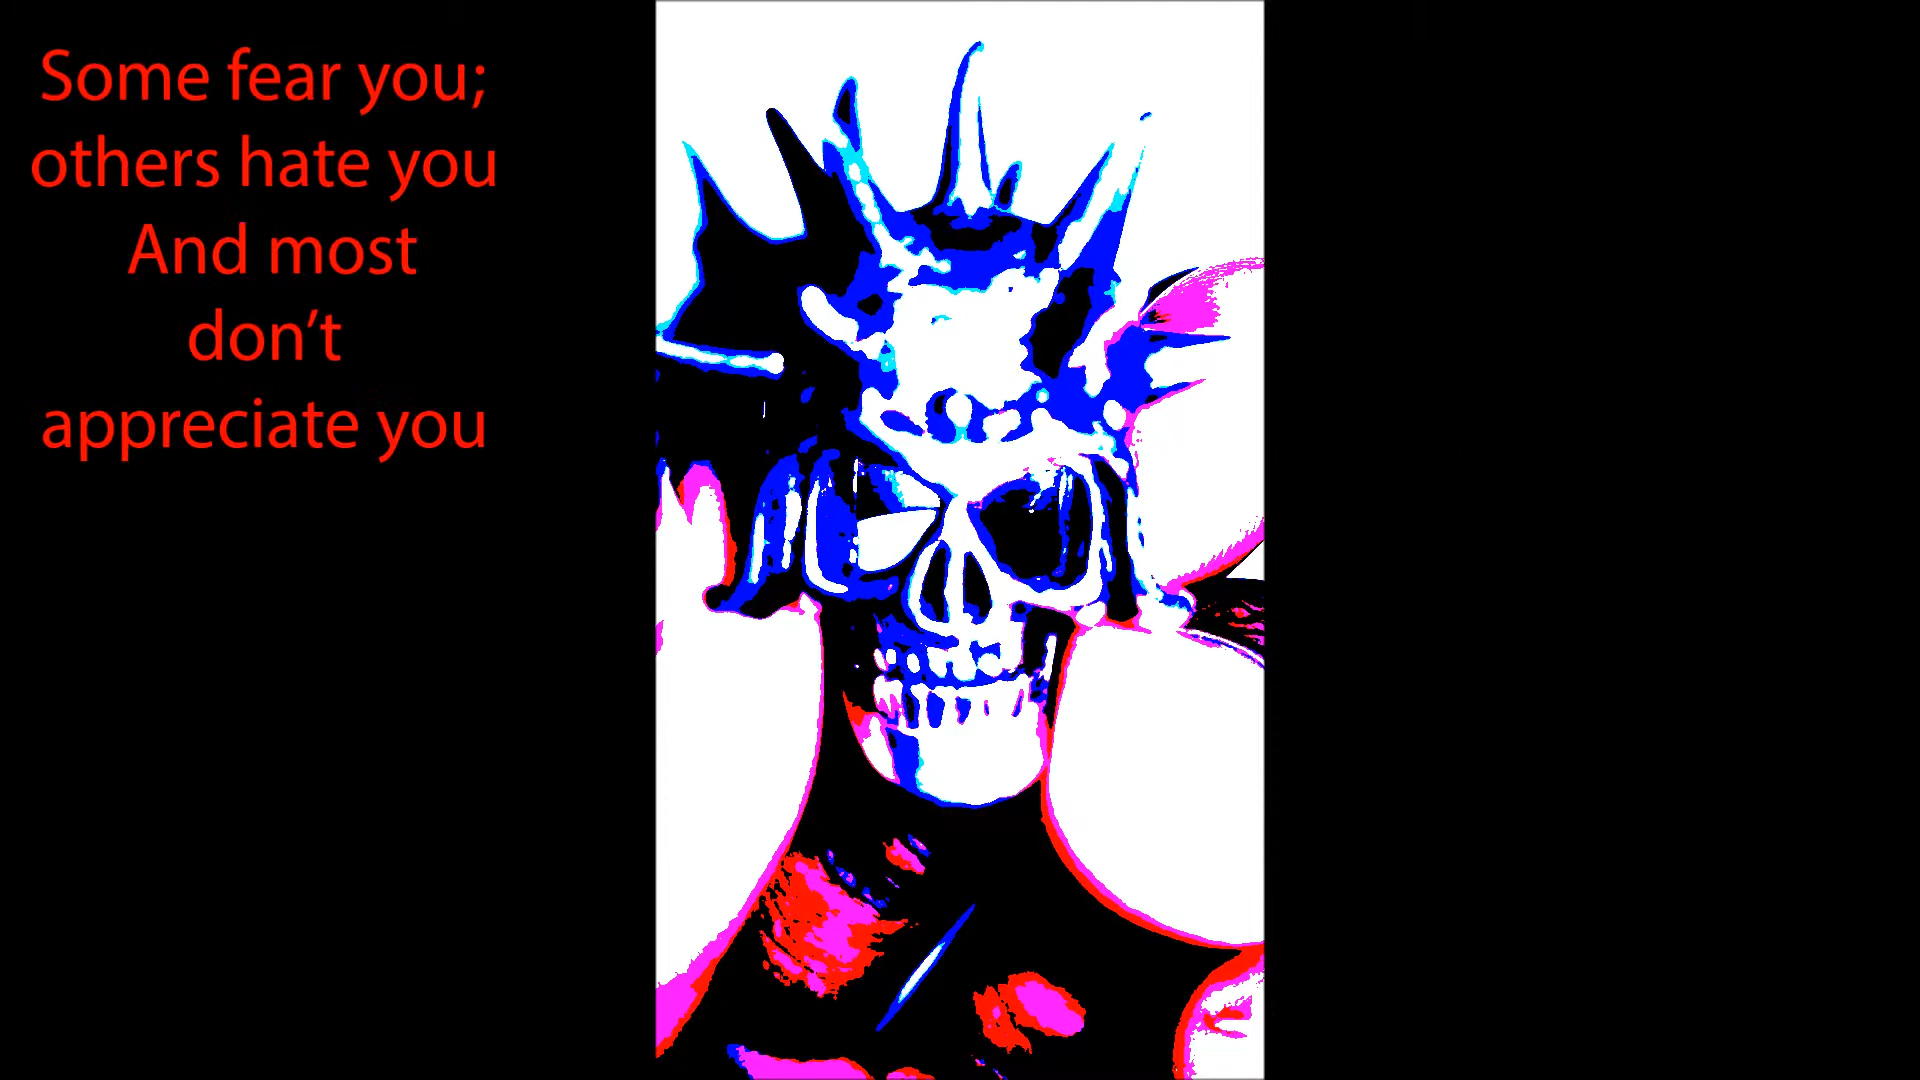 Some fear you;
others hate you
And most
don’t
appreciate you